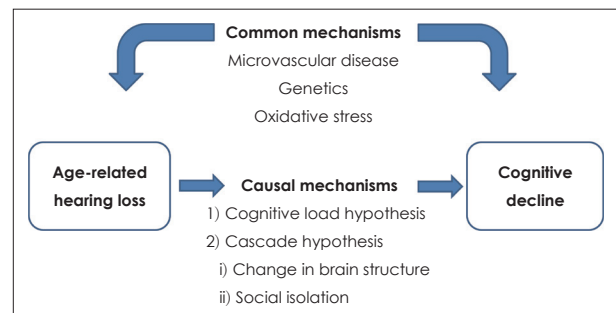 Common mechanisms
Microvascular disease
Genetics
Oxidative stress
Age-related
hearing loss
Causal mechanisms
1) Cognitive load hypothesis
2) Cascade hypothesis
i) Change in brain structure
ii) Social isolation
Cognitive
decline